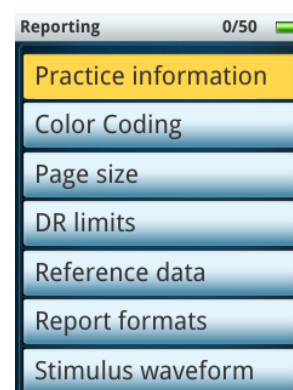 Reporting 0/50
Practice information
Color Coding
Page size
DR limits
Reference data
Report formats
Stimulus waveform